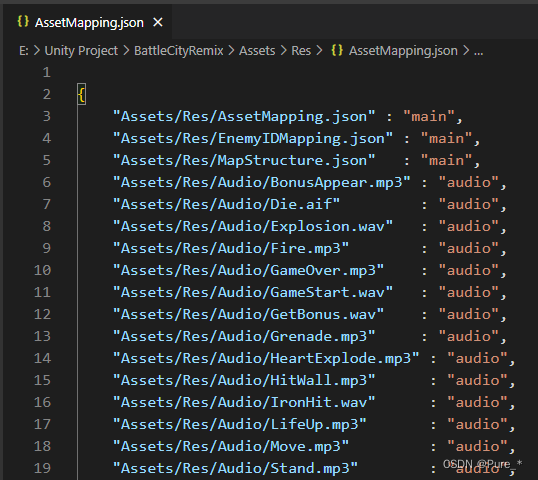 {} AssetMapping.json ×
E: > Unity Project > BattleCityRemix > Assets > Res > {} AssetMapping.json > ...
1
2 {
3 "Assets/Res/AssetMapping.json" : "main",
4 "Assets/Res/EnemyIDMapping.json" : "main",
5 "Assets/Res/MapStructure.json" : "main",
6 "Assets/Res/Audio/BonusAppear.mp3" : "audio",
7 "Assets/Res/Audio/Die.aif" : "audio",
8 "Assets/Res/Audio/Explosion.wav" : "audio",
9 "Assets/Res/Audio/Fire.mp3" : "audio",
10 "Assets/Res/Audio/GameOver.mp3" : "audio",
11 "Assets/Res/Audio/GameStart.wav" : "audio",
12 "Assets/Res/Audio/GetBonus.wav" : "audio",
13 "Assets/Res/Audio/Grenade.mp3" : "audio",
14 "Assets/Res/Audio/HeartExplode.mp3" : "audio",
15 "Assets/Res/Audio/HitWall.mp3" : "audio",
16 "Assets/Res/Audio/IronHit.wav" : "audio",
17 "Assets/Res/Audio/LifeUp.mp3" : "audio",
18 "Assets/Res/Audio/Move.mp3" : "audio",
19 "Assets/Res/Audio/Stand.mp3" : "audio",
CSDN @Pure_*